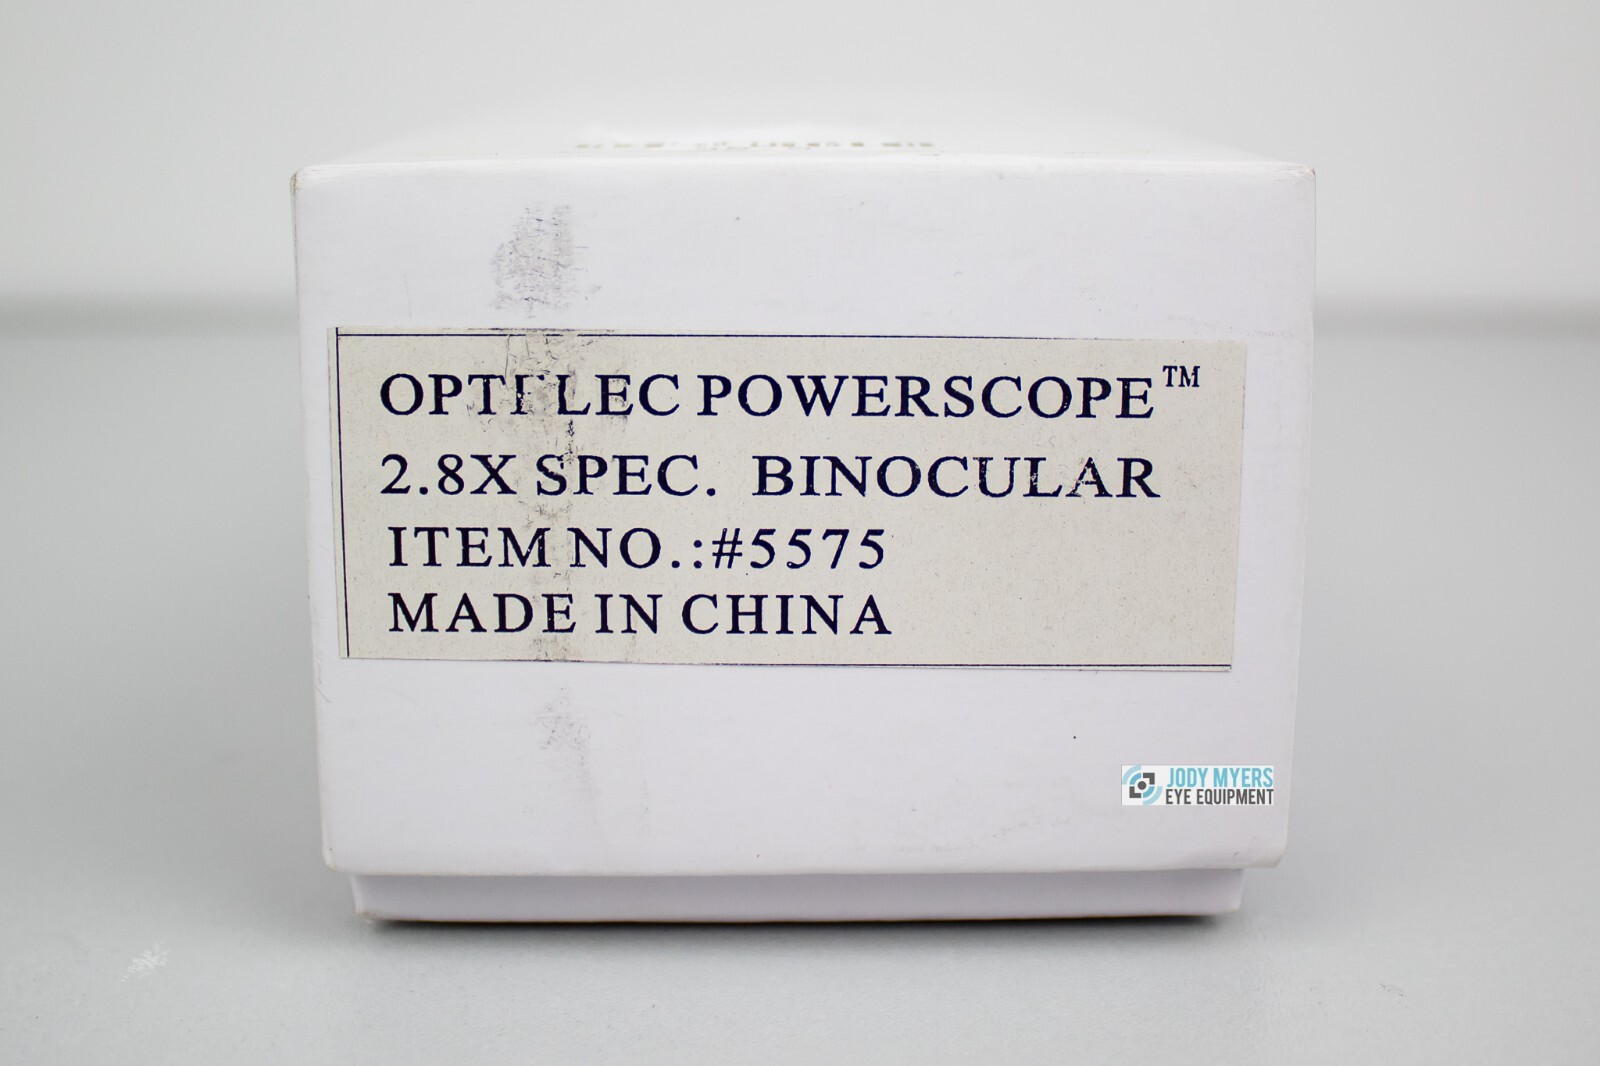 OPTELEC POWERSCOPE™
2.8X SPEC. BINOCULAR
ITEM NO.:#5575
MADE IN CHINA
JODY MYERS
EYE EQUIPMENT